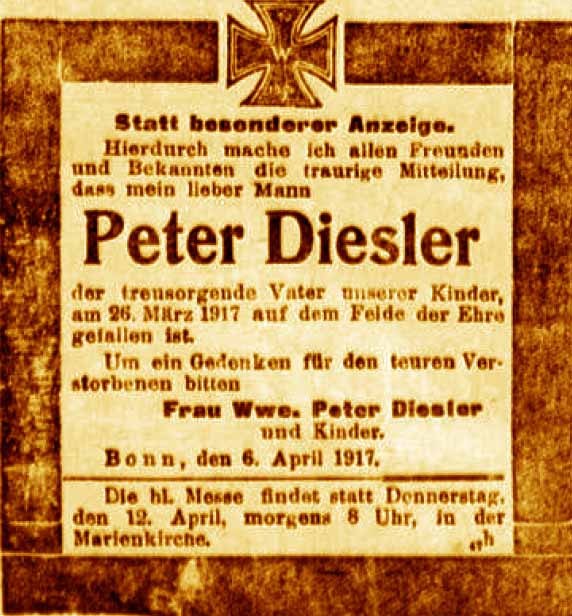 W
Statt besonderer Anzeige.
Hierdurch mache ich allen Freunden
und Bekannten die traurige Mitteilung,
dass mein lieber Mann
Peter Diesler
der treusorgende Vater unserer Kinder,
am 26. März 1917 auf dem Felde der Ehre
gefallen ist.
Um ein Gedenken für den teuren Ver-
storbenen bitten
Frau Wwe. Peter Diesler
und Kinder.
Bonn, den 6. April 1917.
Die hl. Messe findet statt Donnerstag,
den 12. April, morgens 8 Uhr, in der
Marienkirche. „h